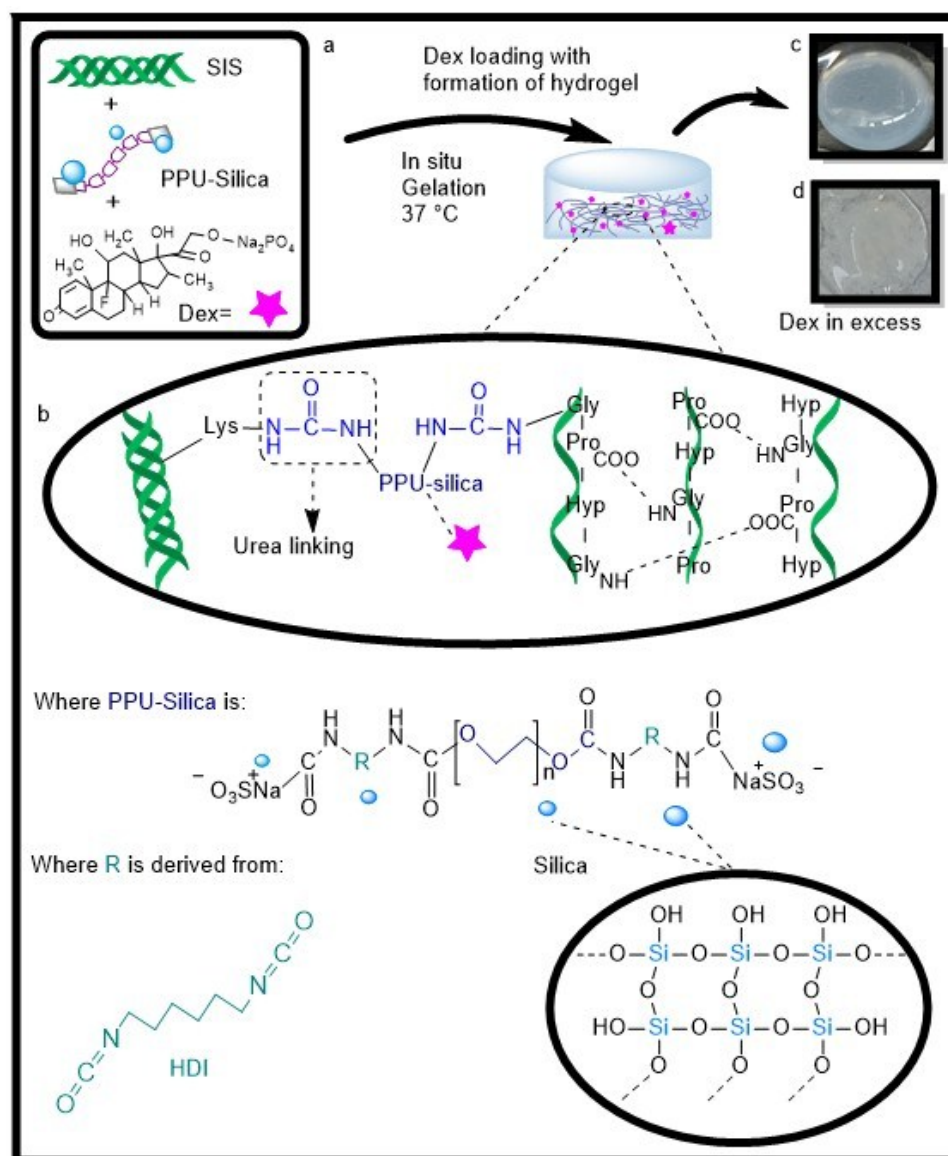 a
SIS
+
PPU-Silica
+
HO
H₂C
OH
O
Na₂PO₄
H₃C
O
F
H
H
CH₃
O
Dex=
Dex loading with
formation of hydrogel
In situ
Gelation
37 °C
c
d
Dex in excess
b
Lys
N
H
C
O
NH
HN
C
O
N
H
PPU-silica
Urea linking
Gly
Pro
COO
Hyp
HN
Gly
NH
Pro
COO
Hyp
Gly
Pro
Hyp
HN
Gly
Pro
OOC
Hyp
Where PPU-Silica is:
− O₃SNa +
O
H
N
R
H
N
O
O
n
O
O
N
H
R
N
H
O
+
NaSO₃ −
Where R is derived from:
Silica
O
C
N
N
C
O
HDI
OH OH OH
O Si O Si O Si O
O O O
HO Si O Si O Si OH
O O O